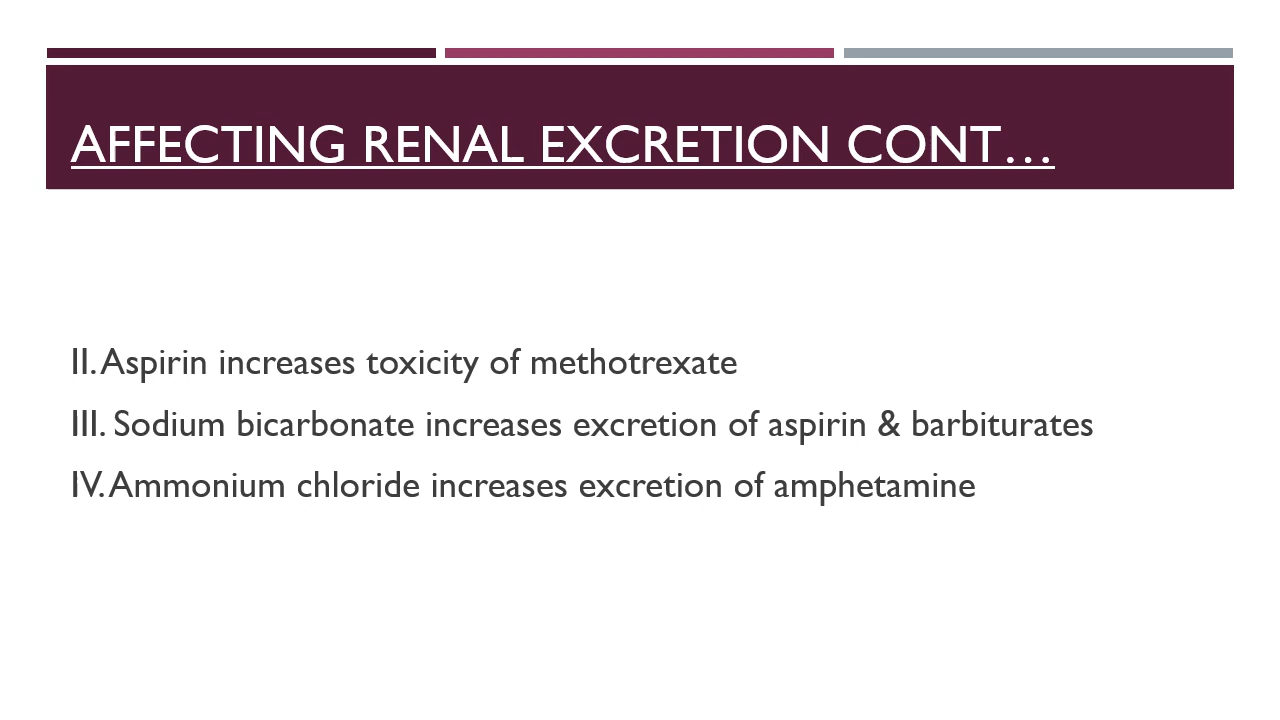 AFFECTING RENAL EXCRETION CONT…
II. Aspirin increases toxicity of methotrexate
III. Sodium bicarbonate increases excretion of aspirin & barbiturates
IV. Ammonium chloride increases excretion of amphetamine